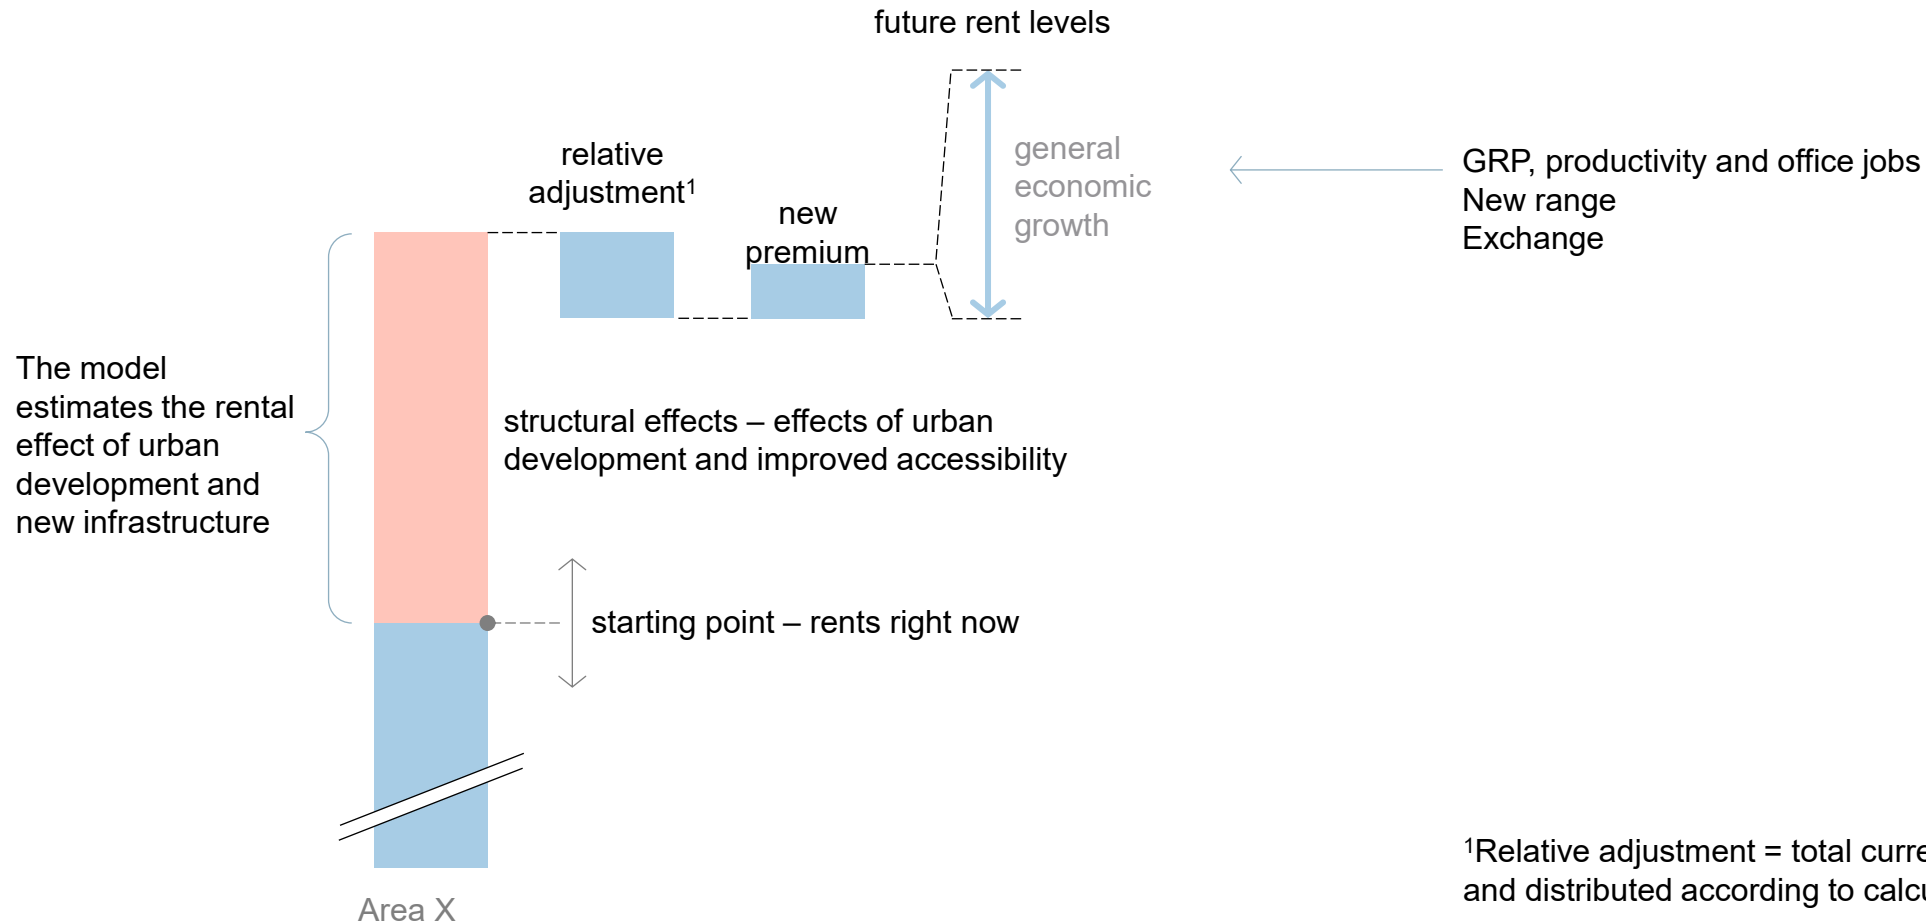 future rent levels
relative
adjustment¹
new
premium
general
economic
growth
GRP, productivity and office jobs
New range
Exchange
The model
estimates the rental
effect of urban
development and
new infrastructure
structural effects – effects of urban
development and improved accessibility
starting point – rents right now
¹Relative adjustment = total
and distributed according to
Area X